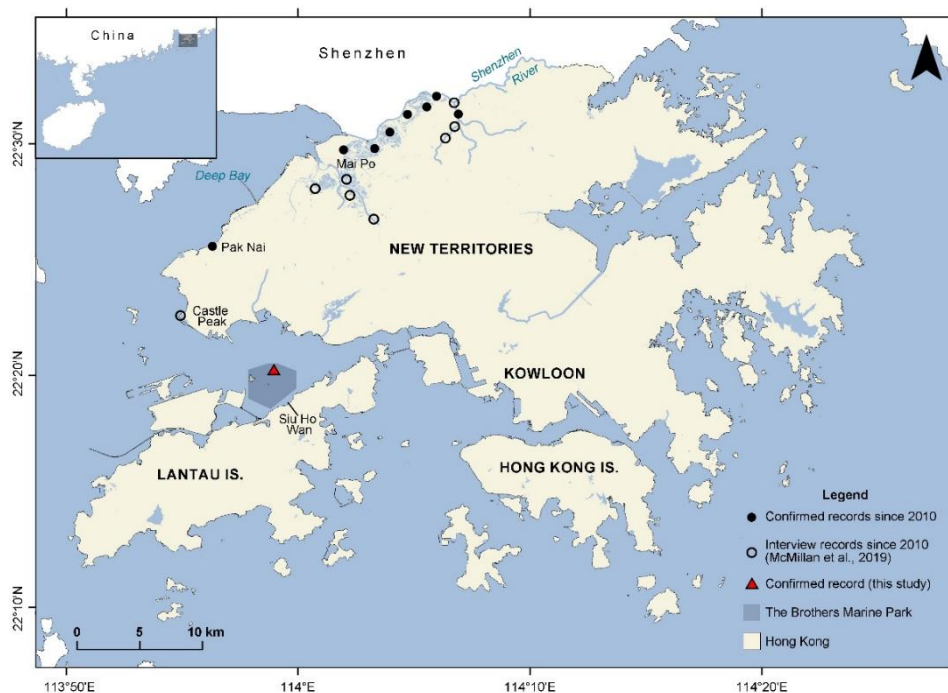 China
Shenzhen
Shenzhen
River
22°30'N
Mai Po
Deep Bay
Pak Nai
NEW TERRITORIES
Castle
Peak
22°20'N
KOWLOON
Siu Ho
Wan
LANTAU IS.
HONG KONG IS.
Legend
Confirmed records since 2010
Interview records since 2010
(McMillan et al., 2019)
Confirmed record (this study)
The Brothers Marine Park
Hong Kong
22°10'N
0 5 10 km
113°50'E 114°E 114°10'E 114°20'E